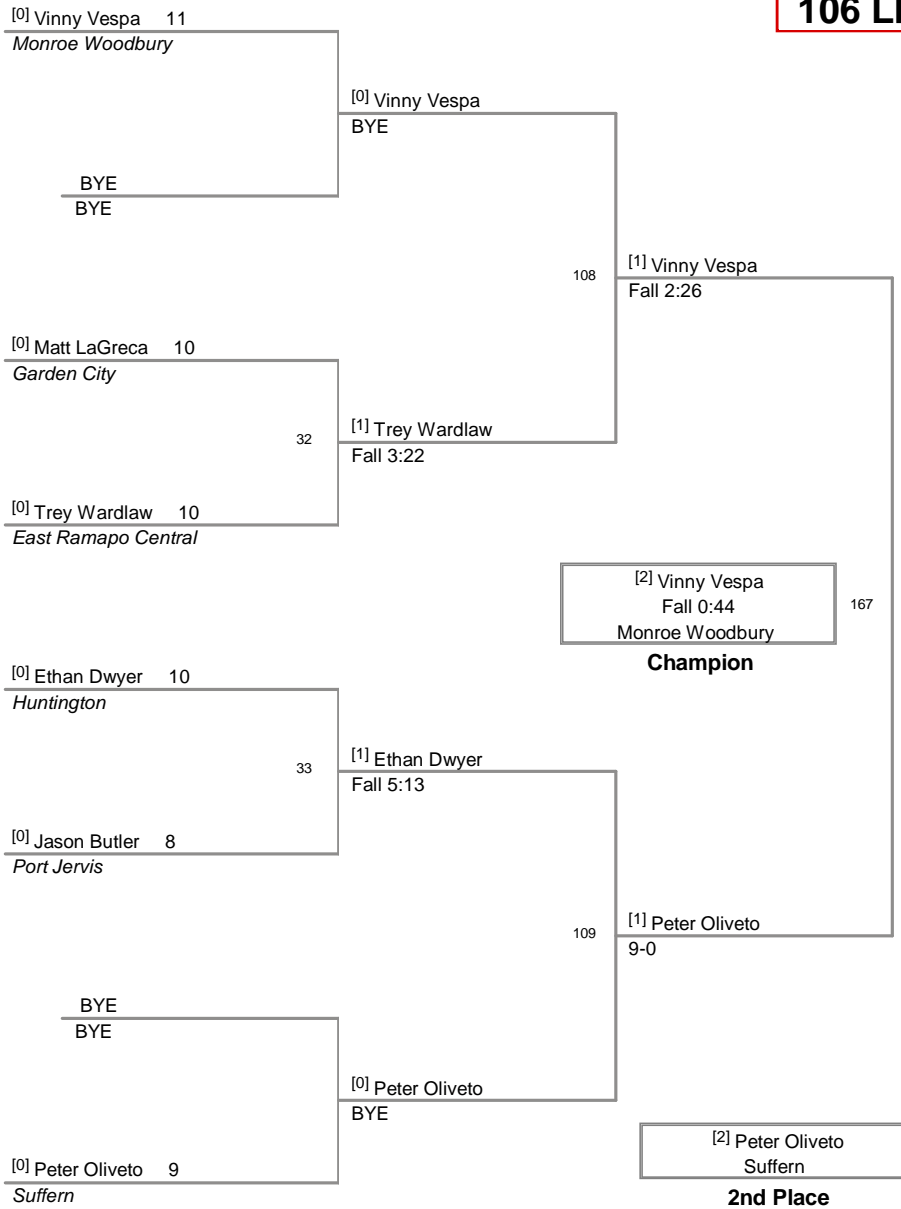 106 L
[0] Vinny Vespa 11
Monroe Woodbury
[0] Vinny Vespa
BYE
BYE
BYE
108
[1] Vinny Vespa
Fall 2:26
[0] Matt LaGreca 10
Garden City
32
[1] Trey Wardlaw
Fall 3:22
[0] Trey Wardlaw 10
East Ramapo Central
[2] Vinny Vespa
Fall 0:44
Monroe Woodbury
167
Champion
[0] Ethan Dwyer 10
Huntington
33
[1] Ethan Dwyer
Fall 5:13
[0] Jason Butler 8
Port Jervis
109
[1] Peter Oliveto
9-0
BYE
BYE
[0] Peter Oliveto
BYE
[0] Peter Oliveto 9
Suffern
[2] Peter Oliveto
Suffern
2nd Place